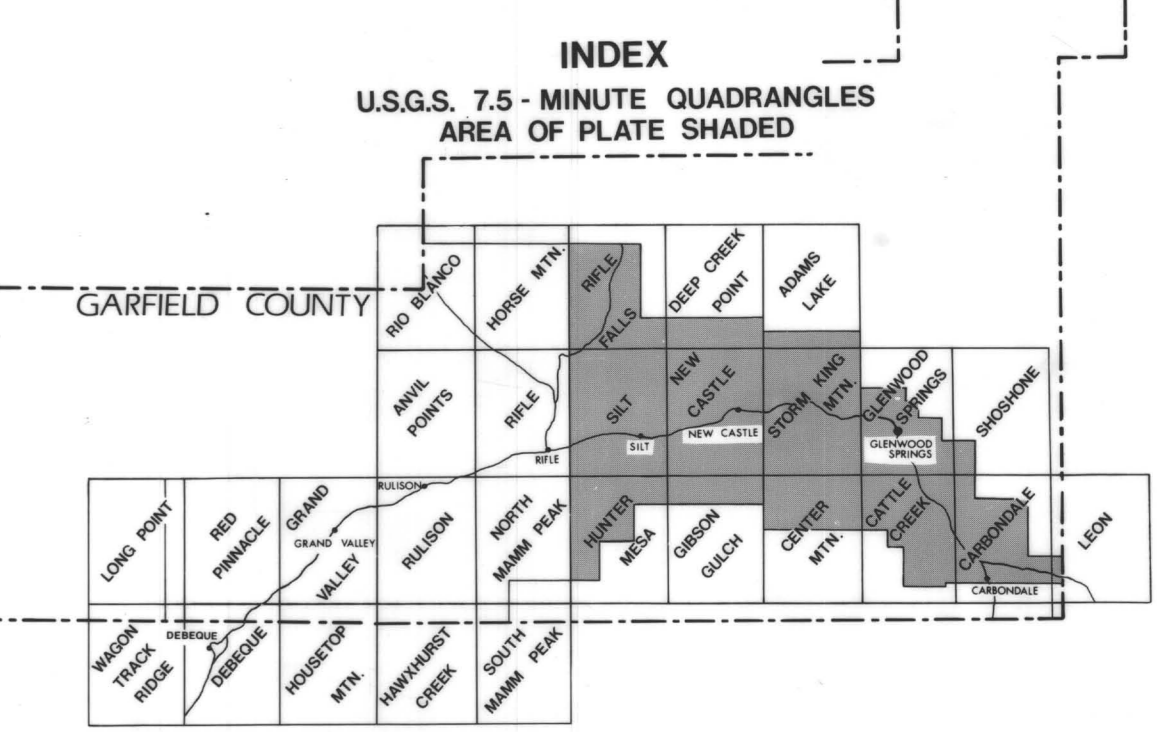 INDEX
U.S.G.S. 7.5 - MINUTE QUADRANGLES
AREA OF PLATE SHADED
GARFIELD COUNTY
RIO BLANCO
HORSE MTN.
RIFLE
FALLS
DEEP CREEK
POINT
ADAMS
LAKE
ANVIL
POINTS
RIFLE
SILT
NEW
CASTLE
STORM KING
MTN.
GLENWOOD
SPRINGS
SHOSHONE
RIFLE
SILT
NEW CASTLE
GLENWOOD
SPRINGS
LONG POINT
RED
PINNACLE
GRAND
VALLEY
GRAND VALLEY
RULISON
RULISON
NORTH
MAMM PEAK
HUNTER
MESA
GIBSON
GULCH
CENTER
MTN.
CATTLE
CREEK
CARBONDALE
CARBONDALE
LEON
WAGON
TRACK
RIDGE
DEBEQUE
DEBEQUE
HOUSETOP
MTN.
HAWXHURST
CREEK
SOUTH
MAMM PEAK